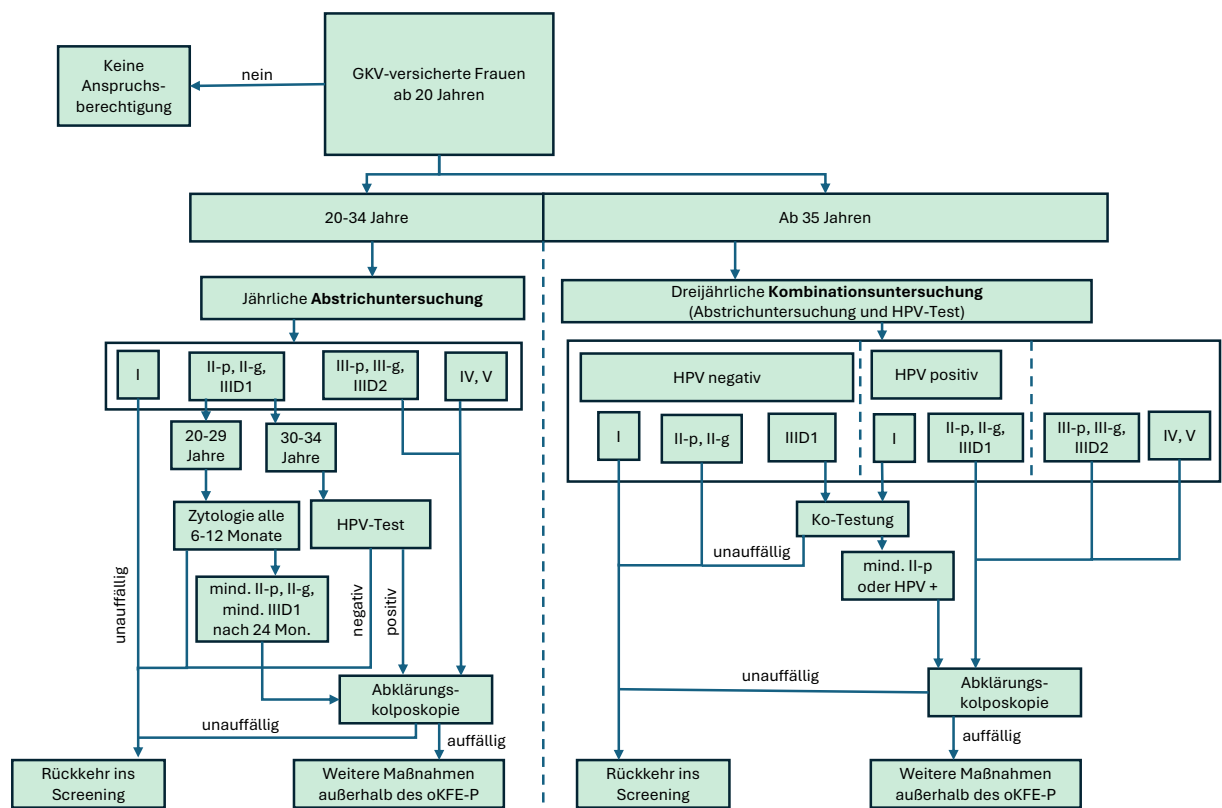 Keine
Anspruchs-
berechtigung
nein
GKV-versicherte Frauen
ab 20 Jahren
20-34 Jahre
Ab 35 Jahren
Jährliche Abstrichuntersuchung
I
II-p, II-g,
IIID1
III-p, III-g,
IIID2
IV, V
20-29
Jahre
30-34
Jahre
Zytologie alle
6-12 Monate
HPV-Test
unauffällig
mind. II-p, II-g,
mind. IIID1
nach 24 Mon.
negativ
positiv
Abklärungs-
kolposkopie
unauffällig
auffällig
Rückkehr ins
Screening
Weitere Maßnahmen
außerhalb des oKFE-P
Dreijährliche Kombinationsuntersuchung
(Abstrichuntersuchung und HPV-Test)
HPV negativ
HPV positiv
I
II-p, II-g
IIID1
I
II-p, II-g,
IIID1
III-p, III-g,
IIID2
IV, V
Ko-Testung
unauffällig
mind. II-p
oder HPV +
unauffällig
Abklärungs-
kolposkopie
auffällig
Rückkehr ins
Screening
Weitere Maßnahmen
außerhalb des oKFE-P